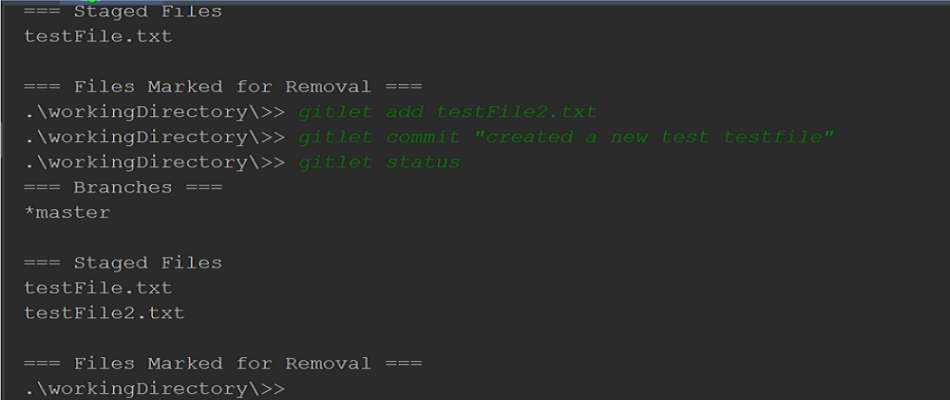 === Staged Files
testFile.txt
=== Files Marked for Removal ===
.\workingDirectory\>> gitlet add testFile2.txt
.\workingDirectory\>> gitlet commit "created a new test testfile"
.\workingDirectory\>> gitlet status
=== Branches ===
*master
=== Staged Files
testFile.txt
testFile2.txt
=== Files Marked for Removal ===
.\workingDirectory\>>